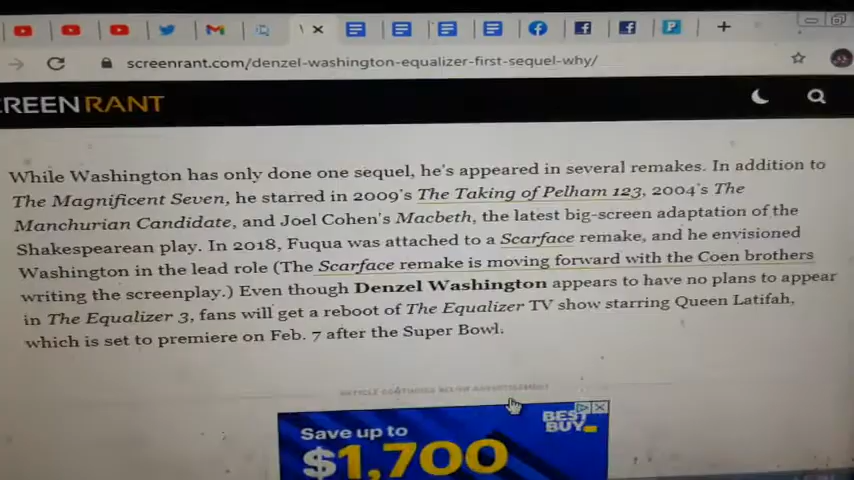 screenrant.com/denzel-washington-equalizer-first-sequel-why/
CREENRANT
While Washington has only done one sequel, he's appeared in several remakes. In addition to
The Magnificent Seven, he starred in 2009's The Taking of Pelham 123, 2004's The
Manchurian Candidate, and Joel Cohen's Macbeth, the latest big-screen adaptation of the
Shakespearean play. In 2018, Fuqua was attached to a Scarface remake, and he envisioned
Washington in the lead role (The Scarface remake is moving forward with the Coen brothers
writing the screenplay.) Even though Denzel Washington appears to have no plans to appear
in The Equalizer 3, fans will get a reboot of The Equalizer TV show starring Queen Latifah,
which is set to premiere on Feb. 7 after the Super Bowl.
ARTICLE CONTINUES BELOW ADVERTISEMENT
Save up to
$1,700
BEST
BUY